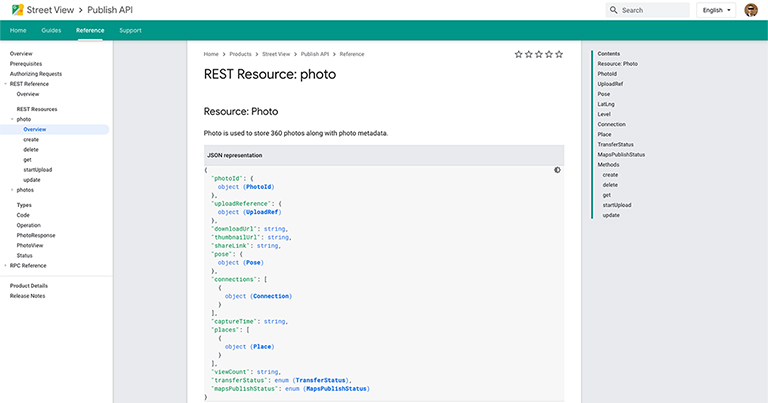 Street View > Publish API
Search
English
Home Guides Reference Support
Overview
Prerequisites
Authorizing Requests
REST Reference
Overview
REST Resources
photo
Overview
create
delete
get
startUpload
update
photos
Types
Code
Operation
PhotoResponse
PhotoView
Status
RPC Reference
Product Details
Release Notes
Home > Products > Street View > Publish API > Reference
REST Resource: photo
Resource: Photo
Photo is used to store 360 photos along with photo metadata.
JSON representation
{
"photoId": {
object (PhotoId)
},
"uploadReference": {
object (UploadRef)
},
"downloadUrl": string,
"thumbnailUrl": string,
"shareLink": string,
"pose": {
object (Pose)
},
"connections": [
{
object (Connection)
}
],
"captureTime": string,
"places": [
{
object (Place)
}
],
"viewCount": string,
"transferStatus": enum (TransferStatus),
"mapsPublishStatus": enum (MapsPublishStatus)
}
Contents
Resource: Photo
PhotoId
UploadRef
Pose
LatLng
Level
Connection
Place
TransferStatus
MapsPublishStatus
Methods
create
delete
get
startUpload
update